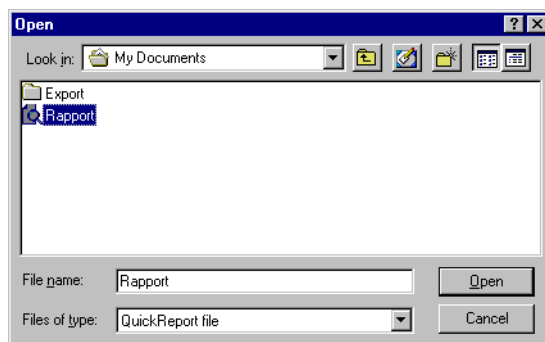 Open
Look in: My Documents
Export
Rapport
File name: Rapport Open
Files of type: QuickReport file Cancel